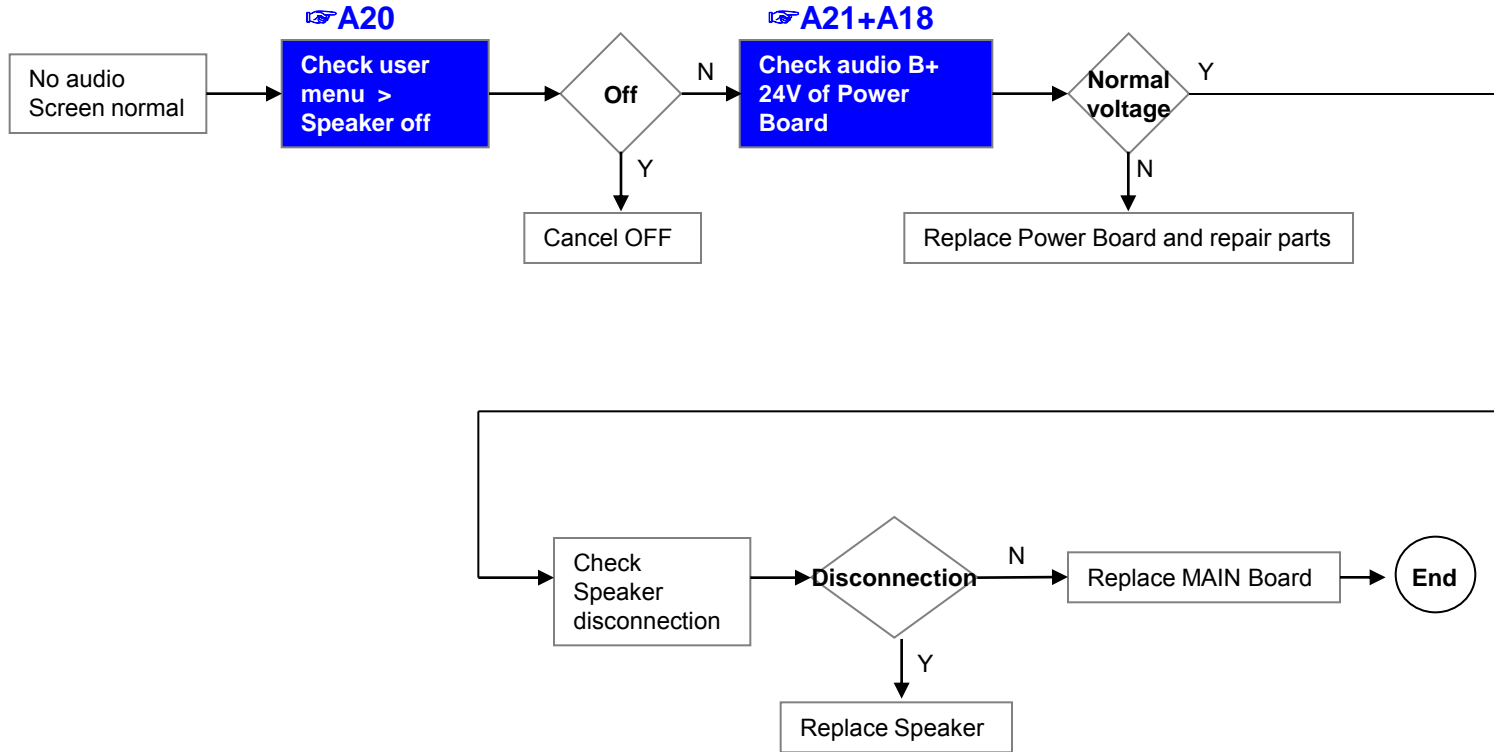 ☞A20
☞A21+A18
No audio
Screen normal
Check user
menu >
Speaker off
Off
N
Check audio B+
24V of Power
Board
Normal
voltage
Y
Y
N
Cancel OFF
Replace Power Board and repair parts
Check
Speaker
disconnection
Disconnection
N
Replace MAIN Board
End
Y
Replace Speaker